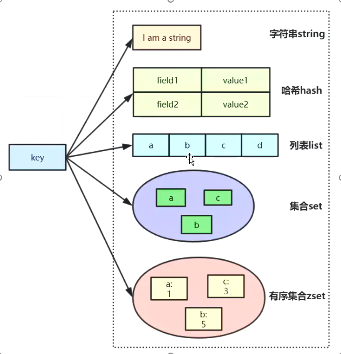 字符串string
I am a string
field1 value1
哈希hash
field2 value2
key
a b c d
列表list
a c
集合set
b
a:
1
c:
3
有序集合zset
b:
5